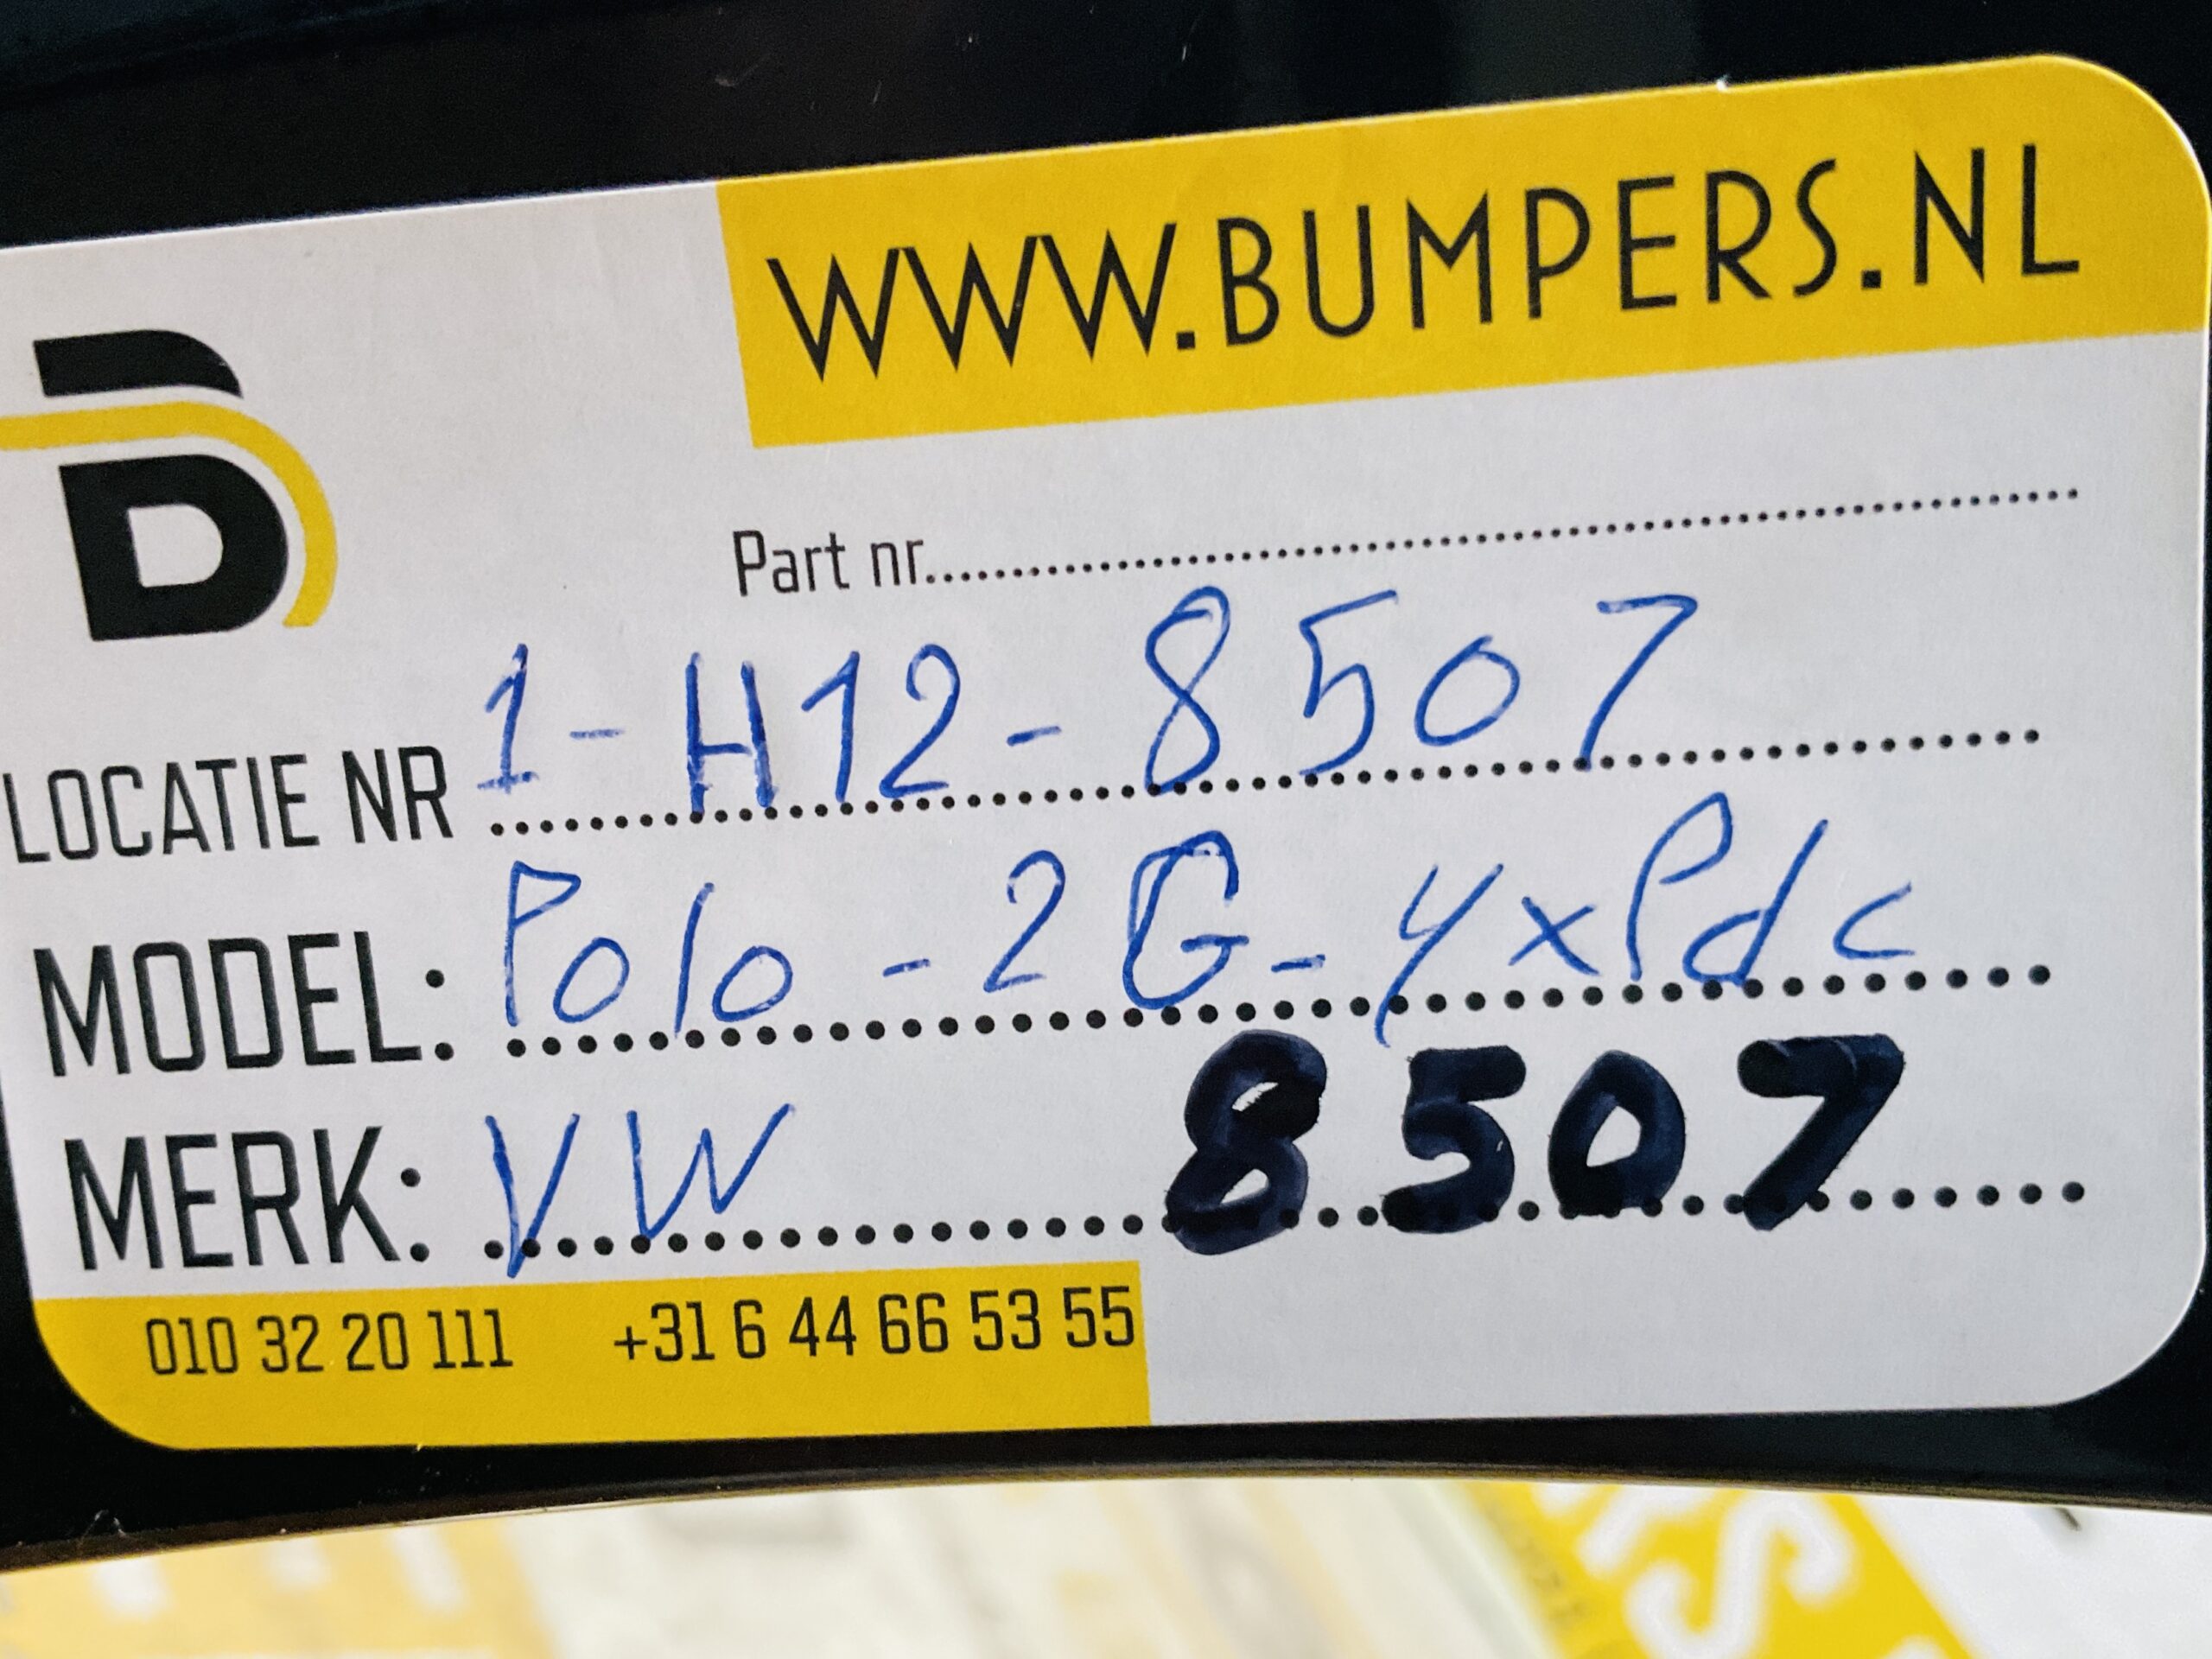 WWW.BUMPERS.NL
B
Part nr..........
LOCATIE NR 1-H12-8507
MODEL: Polo - 2G - 4xPdc
MERK: VW 8507
010 32 20 111 +31 6 44 66 53 55